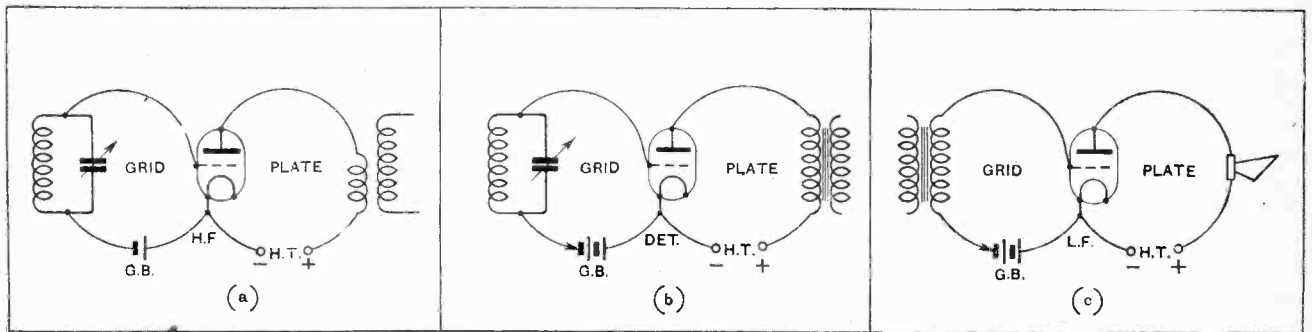 GRID PLATE
H.F
G.B.
− H.T. +
(a)
GRID PLATE
DET.
G.B.
− H.T. +
(b)
GRID PLATE
L.F.
G.B.
− H.T. +
(c)